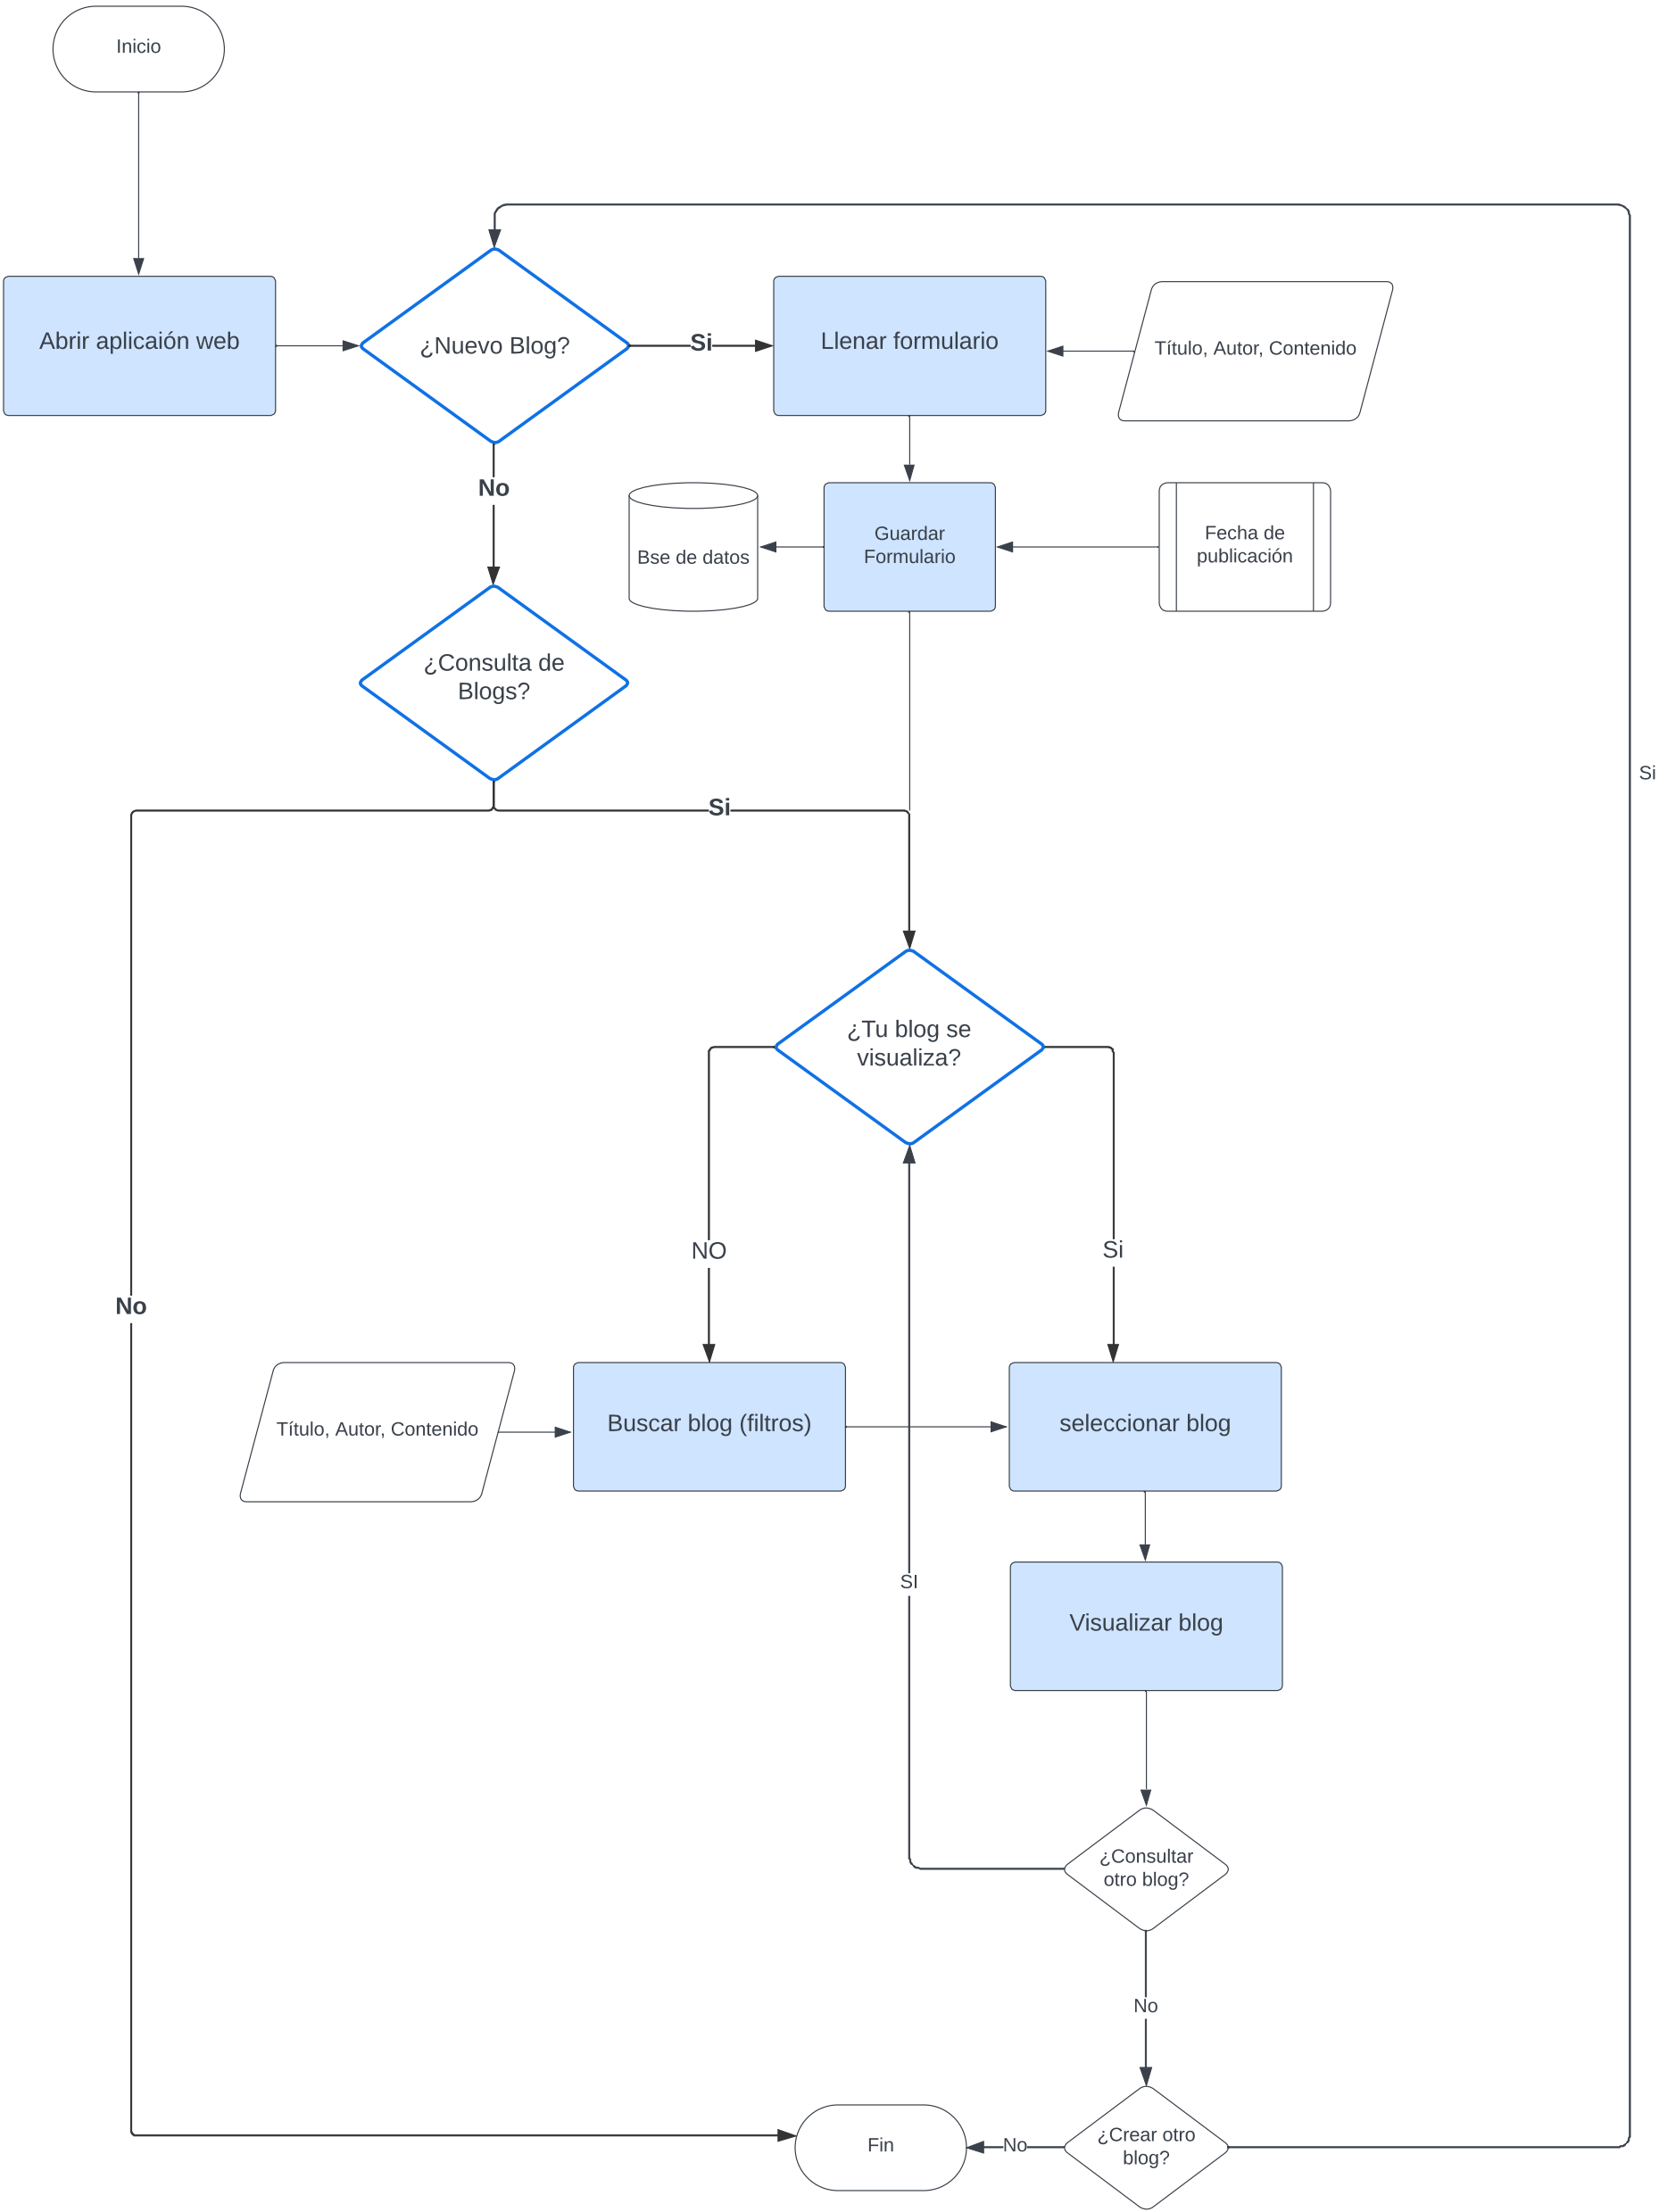 Inicio
Abrir aplicaión web
¿Nuevo Blog?
Si
Llenar formulario
Título, Autor, Contenido
No
Bse de datos
Guardar
Formulario
Fecha de
publicación
¿Consulta de
Blogs?
Si
Si
¿Tu blog se
visualiza?
NO
Si
No
Título, Autor, Contenido
Buscar blog (filtros)
seleccionar blog
SI
Visualizar blog
¿Consultar
otro blog?
No
Fin
No
¿Crear otro
blog?